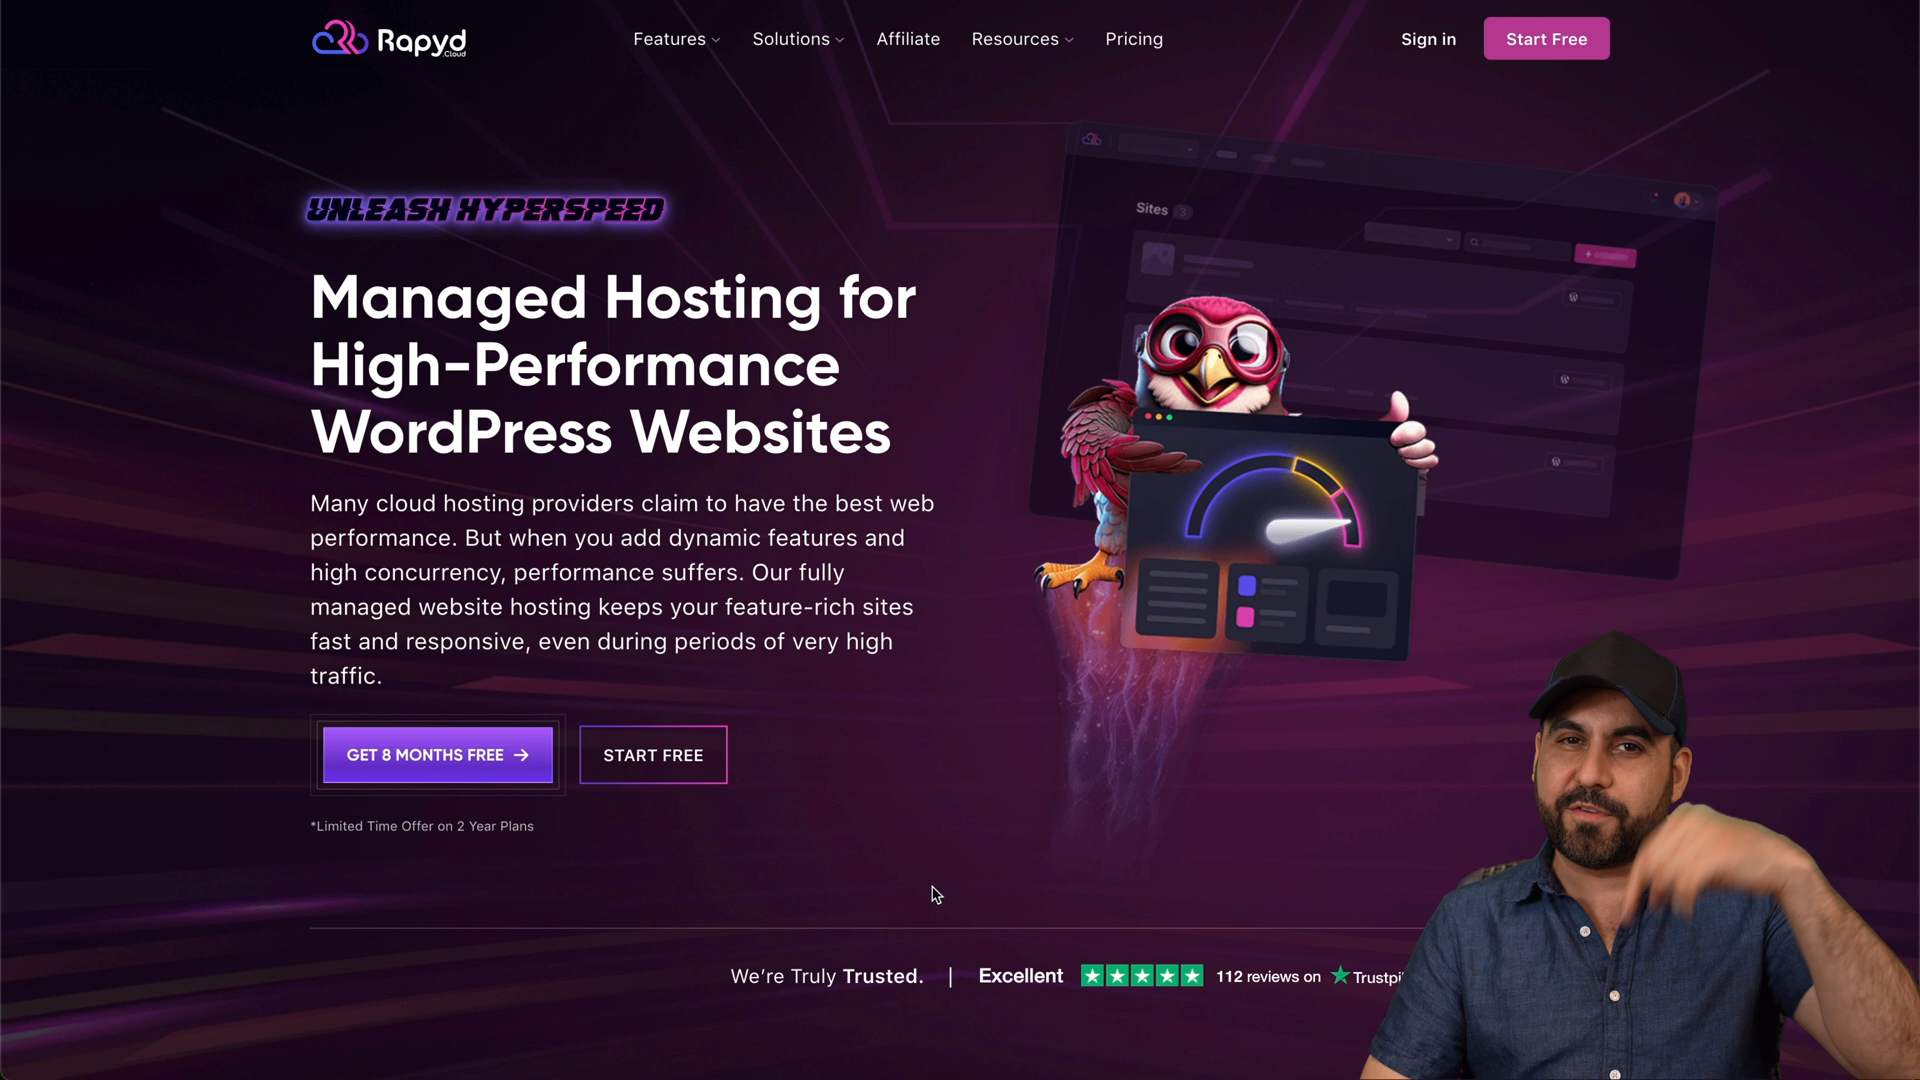 Rapyd
.Cloud
Features
Solutions
Affiliate
Resources
Pricing
Sign in
Start Free
UNLEASH HYPERSPEED
Managed Hosting for
High-Performance
WordPress Websites
Many cloud hosting providers claim to have the best web
performance. But when you add dynamic features and
high concurrency, performance suffers. Our fully
managed website hosting keeps your feature-rich sites
fast and responsive, even during periods of very high
traffic.
GET 8 MONTHS FREE →
START FREE
*Limited Time Offer on 2 Year Plans
Sites 3
We're Truly Trusted. | Excellent 112 reviews on Trustpi